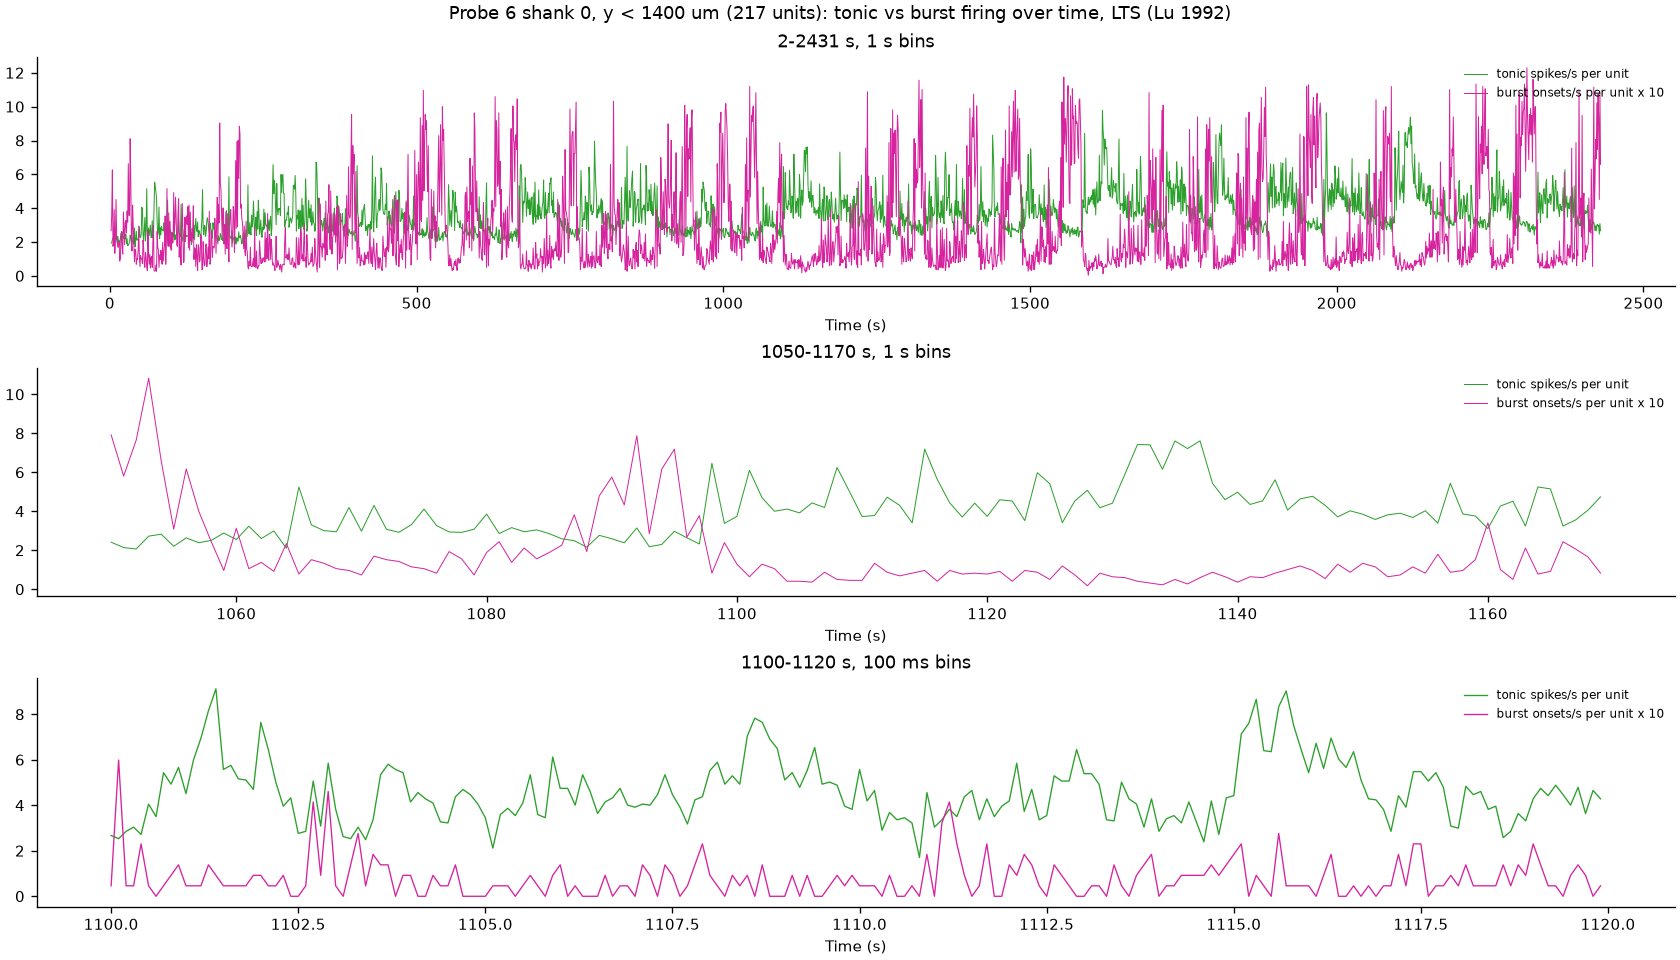 Probe 6 shank 0, y < 1400 um (217 units): tonic vs burst firing over time, LTS (Lu 1992)
2-2431 s, 1 s bins
tonic spikes/s per unit
burst onsets/s per unit x 10
12
10
8
6
4
2
0
0 500 1000 1500 2000 2500
Time (s)
1050-1170 s, 1 s bins
tonic spikes/s per unit
burst onsets/s per unit x 10
10
8
6
4
2
0
1060 1080 1100 1120 1140 1160
Time (s)
1100-1120 s, 100 ms bins
tonic spikes/s per unit
burst onsets/s per unit x 10
8
6
4
2
0
1100.0 1102.5 1105.0 1107.5 1110.0 1112.5 1115.0 1117.5 1120.0
Time (s)